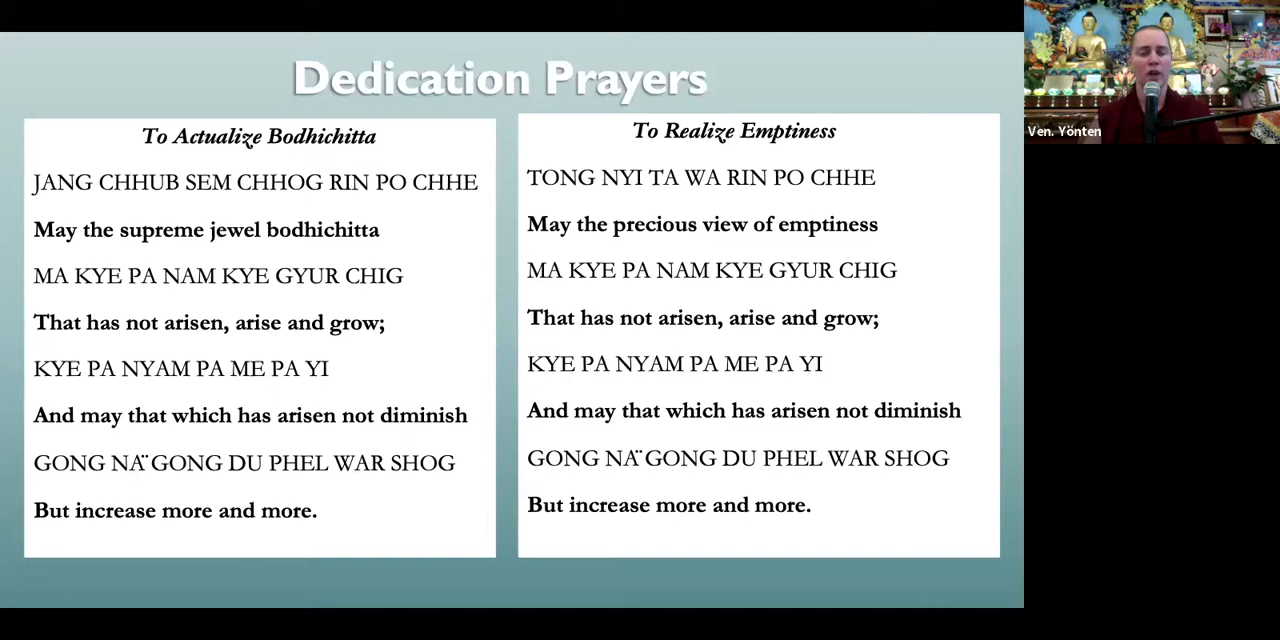 Dedication Prayers
To Actualize Bodhichitta
JANG CHHUB SEM CHHOG RIN PO CHHE
May the supreme jewel bodhichitta
MA KYE PA NAM KYE GYUR CHIG
That has not arisen, arise and grow;
KYE PA NYAM PA ME PA YI
And may that which has arisen not diminish
GONG NA¨ GONG DU PHEL WAR SHOG
But increase more and more.
To Realize Emptiness
TONG NYI TA WA RIN PO CHHE
May the precious view of emptiness
MA KYE PA NAM KYE GYUR CHIG
That has not arisen, arise and grow;
KYE PA NYAM PA ME PA YI
And may that which has arisen not diminish
GONG NA¨ GONG DU PHEL WAR SHOG
But increase more and more.
Ven. Yönten